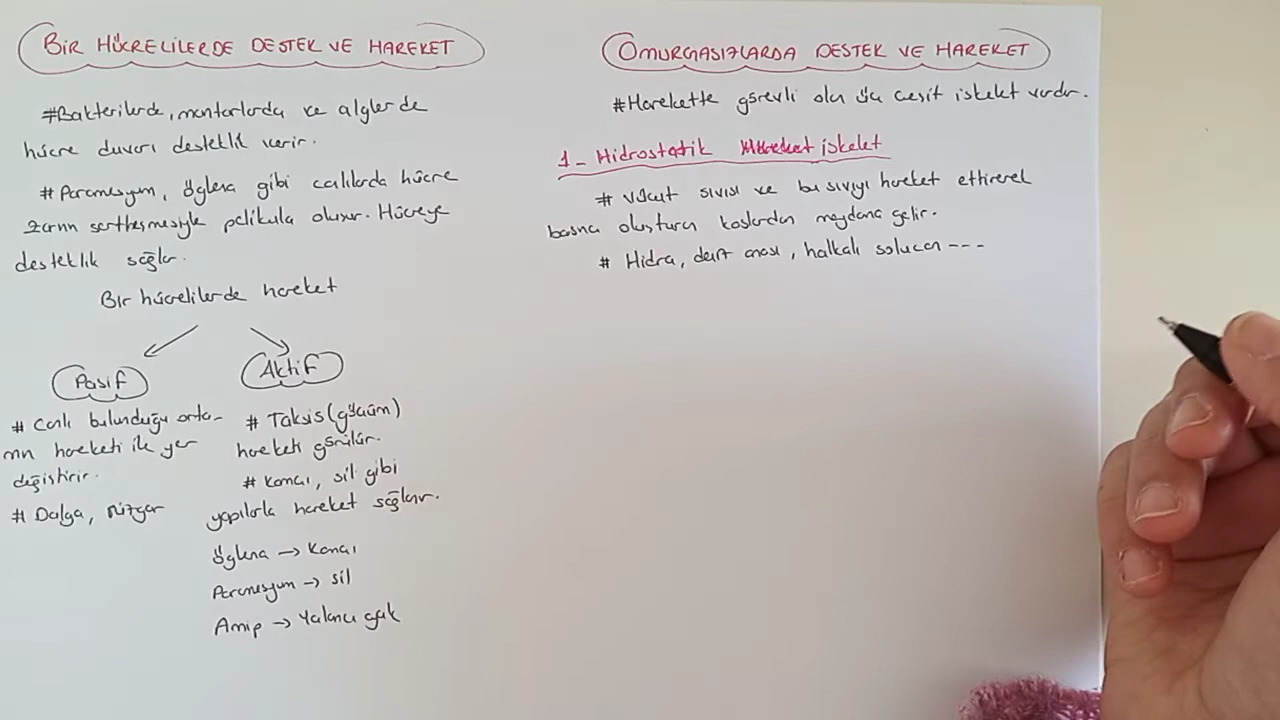 BİR HÜCRELİLERDE DESTEK VE HAREKET
#Bakterilerde, mantarlarda ve alglerde
hücre duvarı desteklik verir.
# Paramesyum, öglena gibi canlılarda hücre
zarının sertleşmesiyle pelikula oluşur. Hücreye
desteklik sağlar.
Bir hücrelilerde hareket
Pasif
# Canlı bulunduğu orta-
mın hareketi ile yer
değiştirir.
# Dalga, rüzgar
Aktif
# Taksis (göçüm)
hareketi görülür.
# Kamçı, sil gibi
yapılarla hareket sağlanır.
Öglena → Kamçı
Paramesyum → sil
Amip → Yalancı ayak
OMURGASIZLARDA DESTEK VE HAREKET
#Harekette görevli olan üç çeşit iskelet vardır.
1- Hidrostatik iskelet
# Vücut sıvısı ve bu sıvıyı hareket ettirerek
basınç oluşturan kaslardan meydana gelir.
# Hidra, deniz anası, halkalı solucan ---